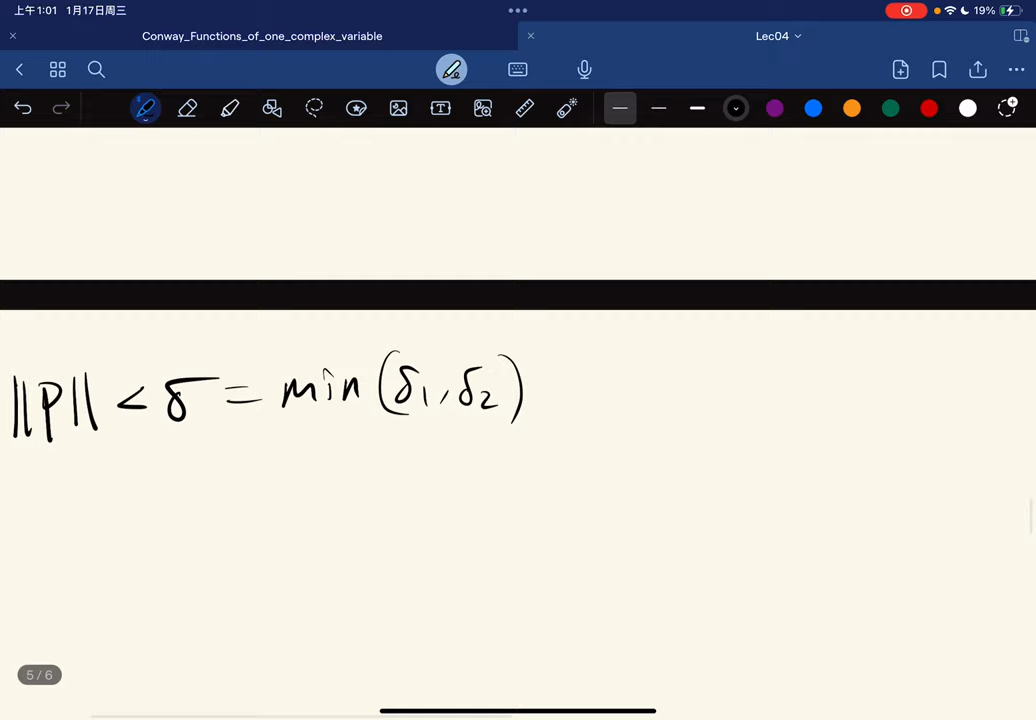 上午1:01 1月17日周三
19%
Conway_Functions_of_one_complex_variable
Lec04
||P|| < δ = min(δ₁, δ₂)
5 / 6